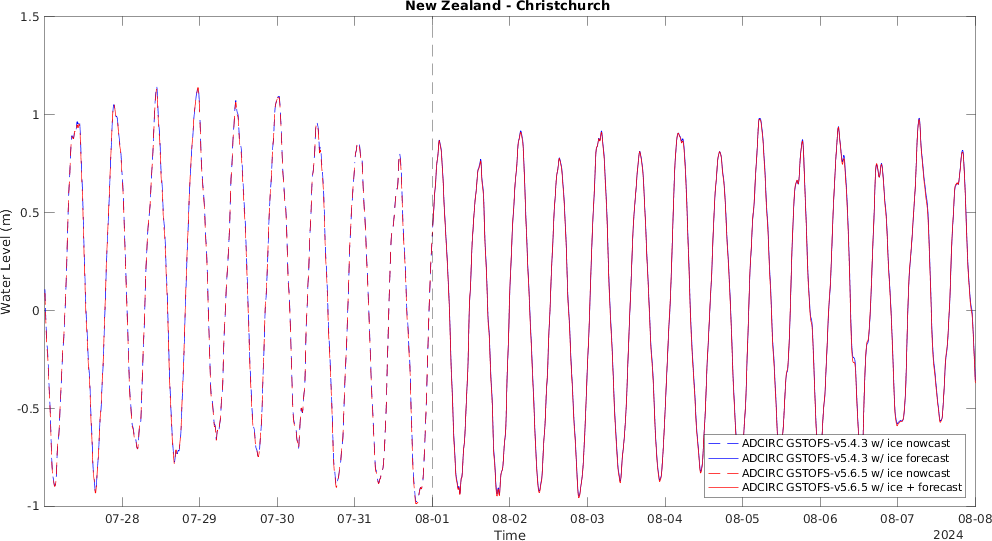 New Zealand - Christchurch
1.5
1
0.5
0
-0.5
-1
Water Level (m)
07-28
07-29
07-30
07-31
08-01
08-02
08-03
08-04
08-05
08-06
08-07
08-08
Time
2024
ADCIRC GSTOFS-v5.4.3 w/ ice nowcast
ADCIRC GSTOFS-v5.4.3 w/ ice forecast
ADCIRC GSTOFS-v5.6.5 w/ ice nowcast
ADCIRC GSTOFS-v5.6.5 w/ ice + forecast